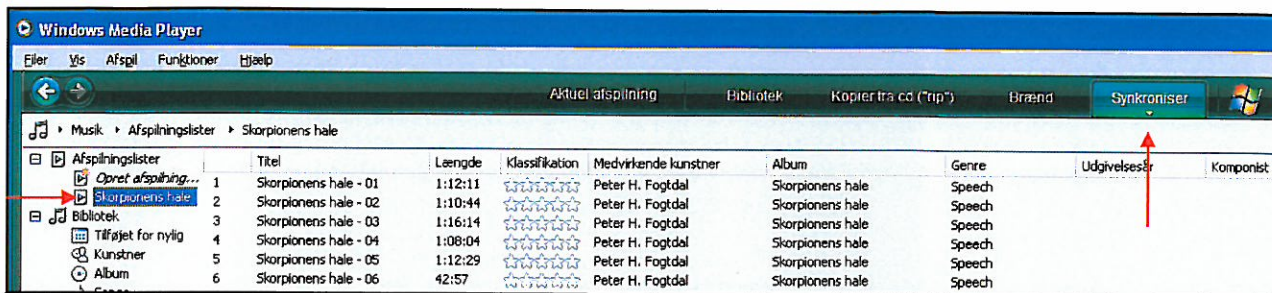 Windows Media Player
Filer Vis Afspil Funktioner Hjælp
Aktuel afspilning Bibliotek Kopier fra cd ("rip") Brænd Synkroniser
Musik Afspilningslister Skorpionens hale
Afspilningslister Titel Længde Klassifikation Medvirkende kunstner Album Genre Udgivelsesår Komponist
Opret afspilning... 1 Skorpionens hale - 01 1:12:11 Peter H. Fogtdal Skorpionens hale Speech
Skorpionens hale 2 Skorpionens hale - 02 1:10:44 Peter H. Fogtdal Skorpionens hale Speech
Bibliotek 3 Skorpionens hale - 03 1:16:14 Peter H. Fogtdal Skorpionens hale Speech
Tilføjet for nylig 4 Skorpionens hale - 04 1:08:04 Peter H. Fogtdal Skorpionens hale Speech
Kunstner 5 Skorpionens hale - 05 1:12:29 Peter H. Fogtdal Skorpionens hale Speech
Album 6 Skorpionens hale - 06 42:57 Peter H. Fogtdal Skorpionens hale Speech